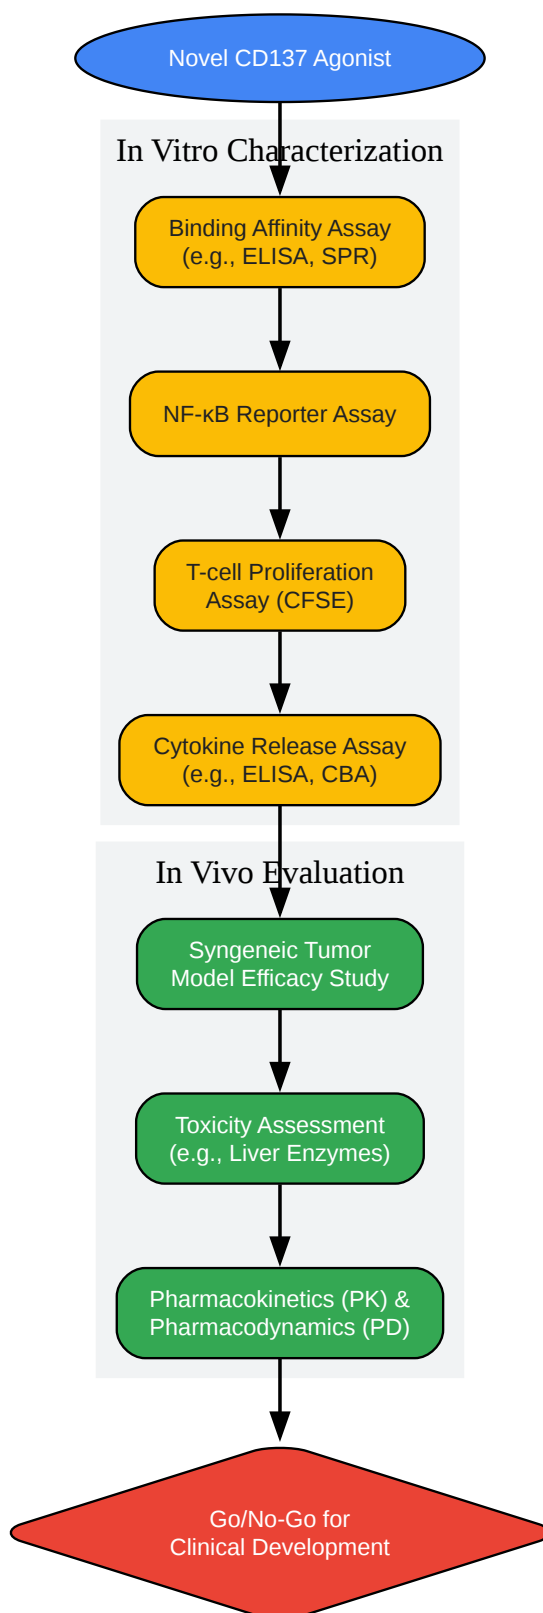 Novel CD137 Agonist
In Vitro Characterization
Binding Affinity Assay
(e.g., ELISA, SPR)
NF-κB Reporter Assay
T-cell Proliferation
Assay (CFSE)
Cytokine Release Assay
(e.g., ELISA, CBA)
In Vivo Evaluation
Syngeneic Tumor
Model Efficacy Study
Toxicity Assessment
(e.g., Liver Enzymes)
Pharmacokinetics (PK) &
Pharmacodynamics (PD)
Go/No-Go for
Clinical Development